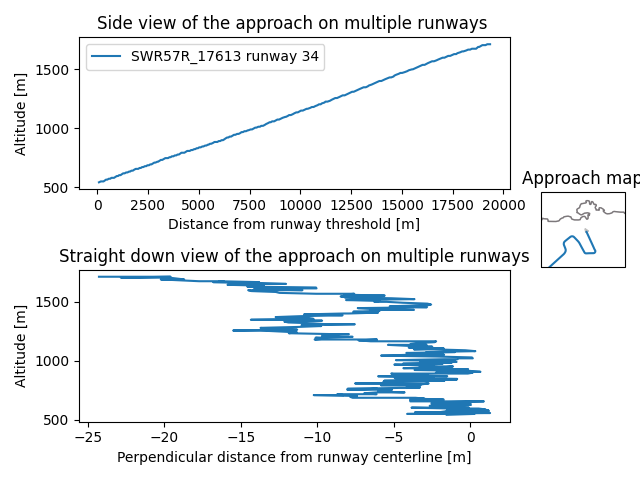 Side view of the approach on multiple runways
SWR57R_17613 runway 34
Altitude [m]
1500
1000
500
0 2500 5000 7500 10000 12500 15000 17500 20000
Distance from runway threshold [m]
Approach map
Straight down view of the approach on multiple runways
Altitude [m]
1500
1000
500
−25 −20 −15 −10 −5 0
Perpendicular distance from runway centerline [m]